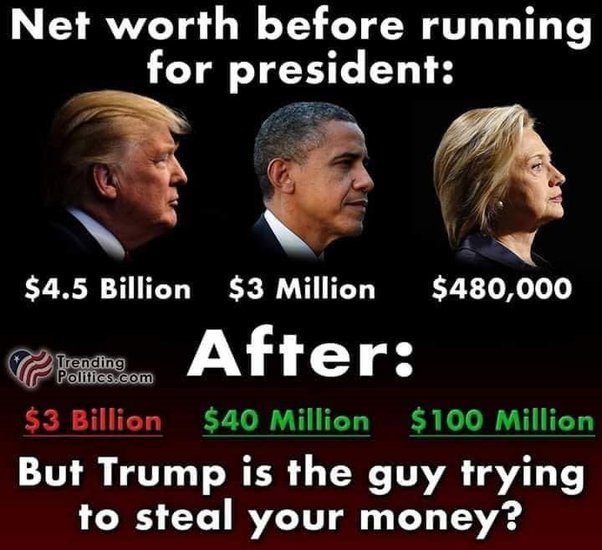 Net worth before running
for president:
$4.5 Billion $3 Million $480,000
After:
Trending
Politics.com
$3 Billion $40 Million $100 Million
But Trump is the guy trying
to steal your money?